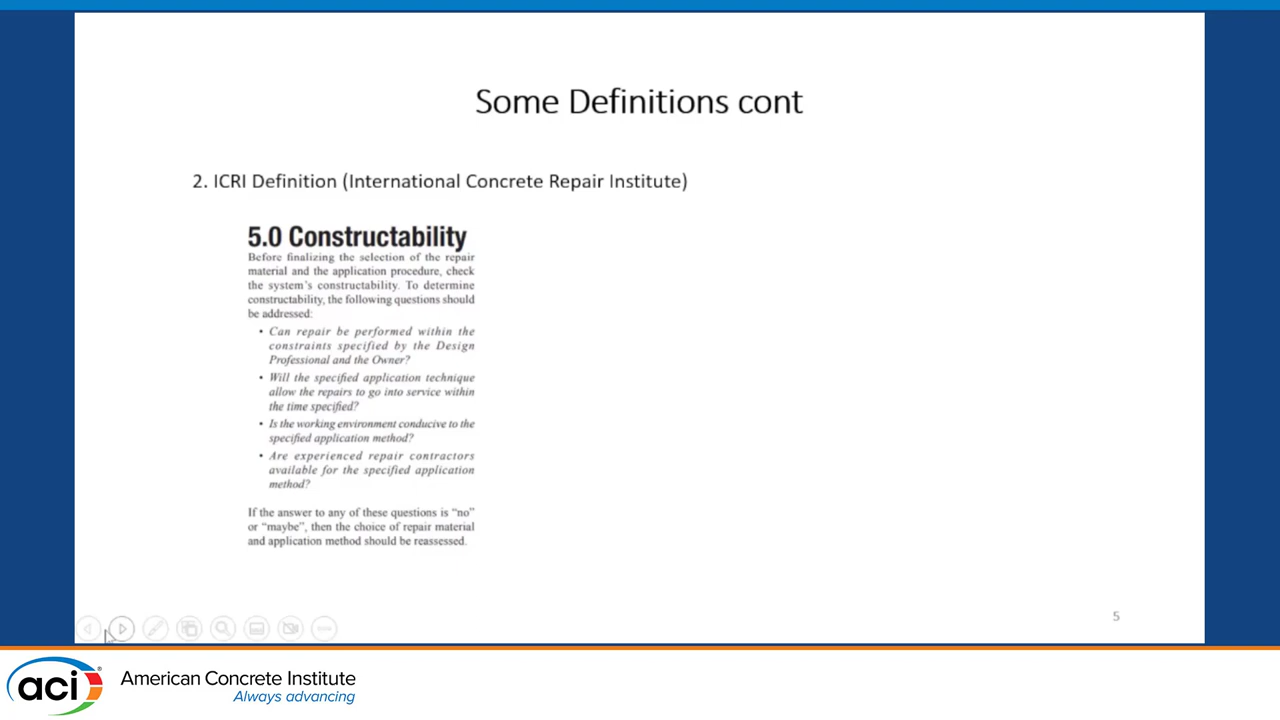 Some Definitions cont
2. ICRI Definition (International Concrete Repair Institute)
5.0 Constructability
Before finalizing the selection of the repair
material and the application procedure, check
the system's constructability. To determine
constructability, the following questions should
be addressed:
• Can repair be performed within the
constraints specified by the Design
Professional and the Owner?
• Will the specified application technique
allow the repairs to go into service within
the time specified?
• Is the working environment conducive to the
specified application method?
• Are experienced repair contractors
available for the specified application
method?
If the answer to any of these questions is "no"
or "maybe", then the choice of repair material
and application method should be reassessed.
5
aci®
American Concrete Institute
Always advancing